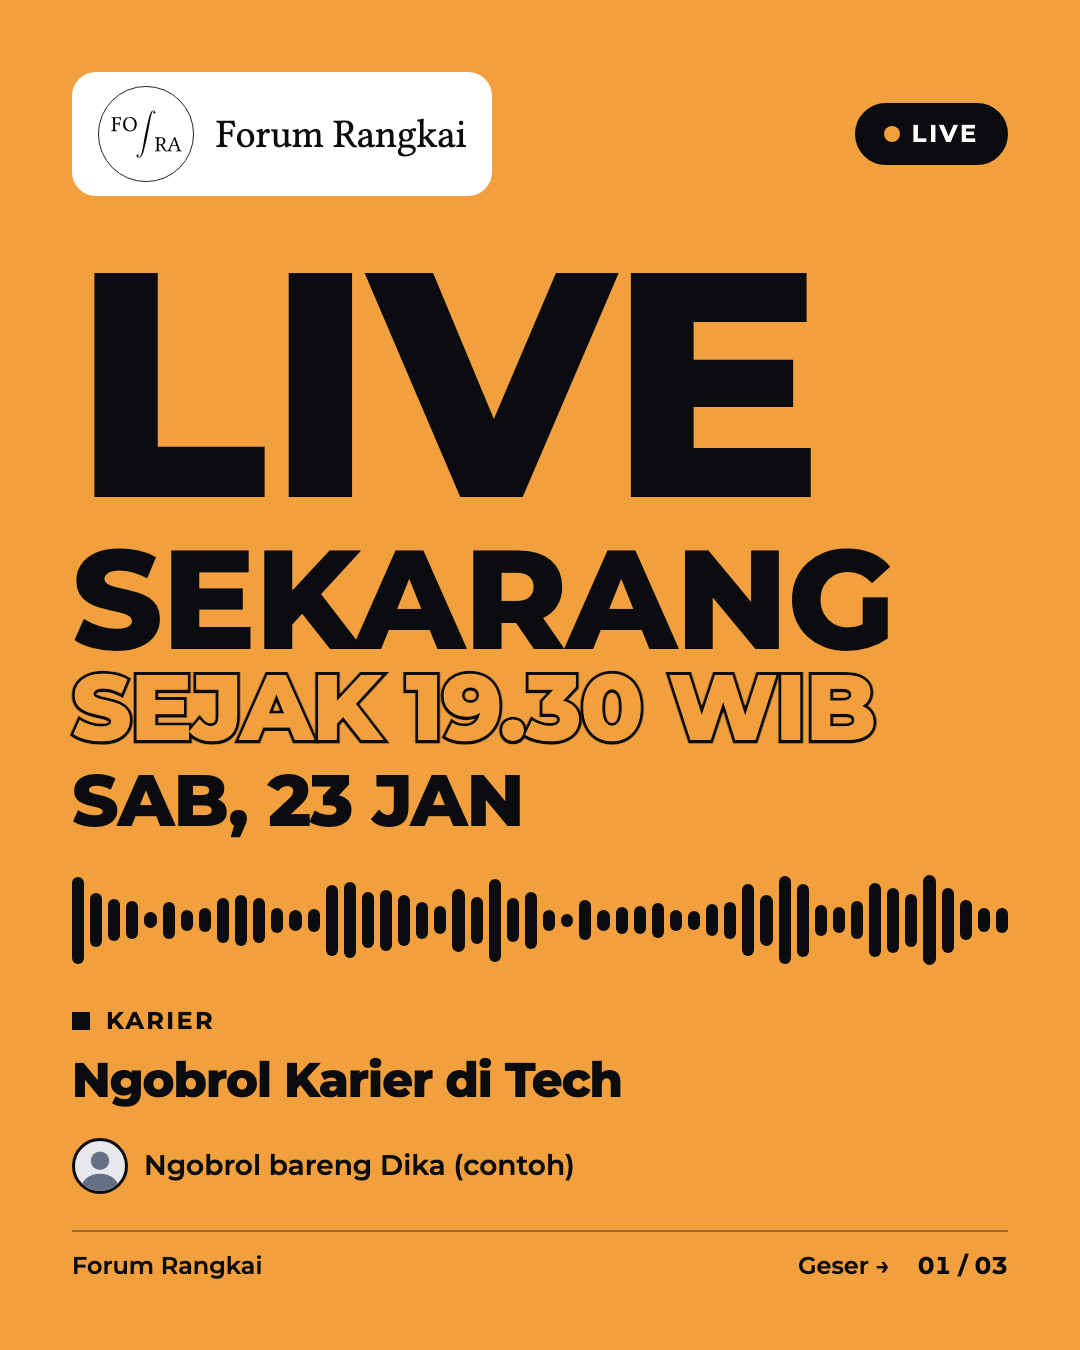 FO RA
Forum Rangkai
LIVE
LIVE
SEKARANG
SEJAK 19.30 WIB
SAB, 23 JAN
KARIER
Ngobrol Karier di Tech
Ngobrol bareng Dika (contoh)
Forum Rangkai
Geser → 01 / 03